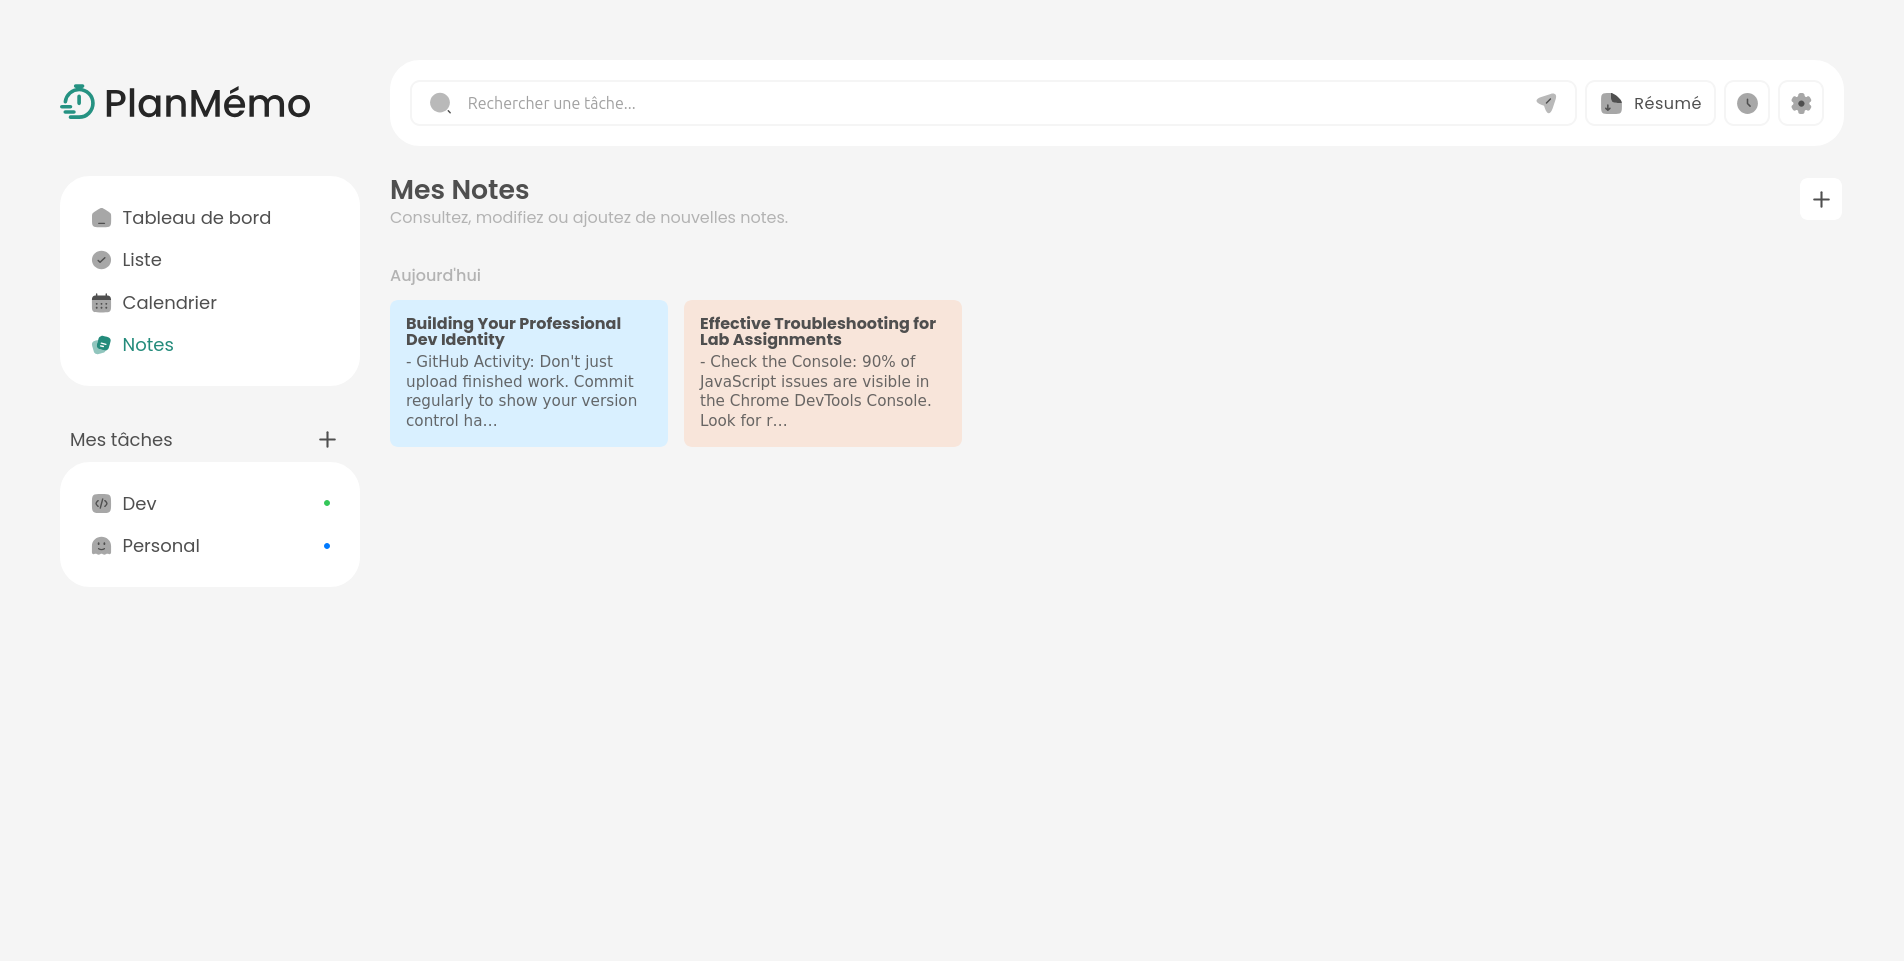 PlanMémo
Rechercher une tâche...
Résumé
Tableau de bord
Liste
Calendrier
Notes
Mes tâches
Dev
Personal
Mes Notes
Consultez, modifiez ou ajoutez de nouvelles notes.
Aujourd'hui
Building Your Professional
Dev Identity
- GitHub Activity: Don't just
upload finished work. Commit
regularly to show your version
control ha...
Effective Troubleshooting for
Lab Assignments
- Check the Console: 90% of
JavaScript issues are visible in
the Chrome DevTools Console.
Look for r...